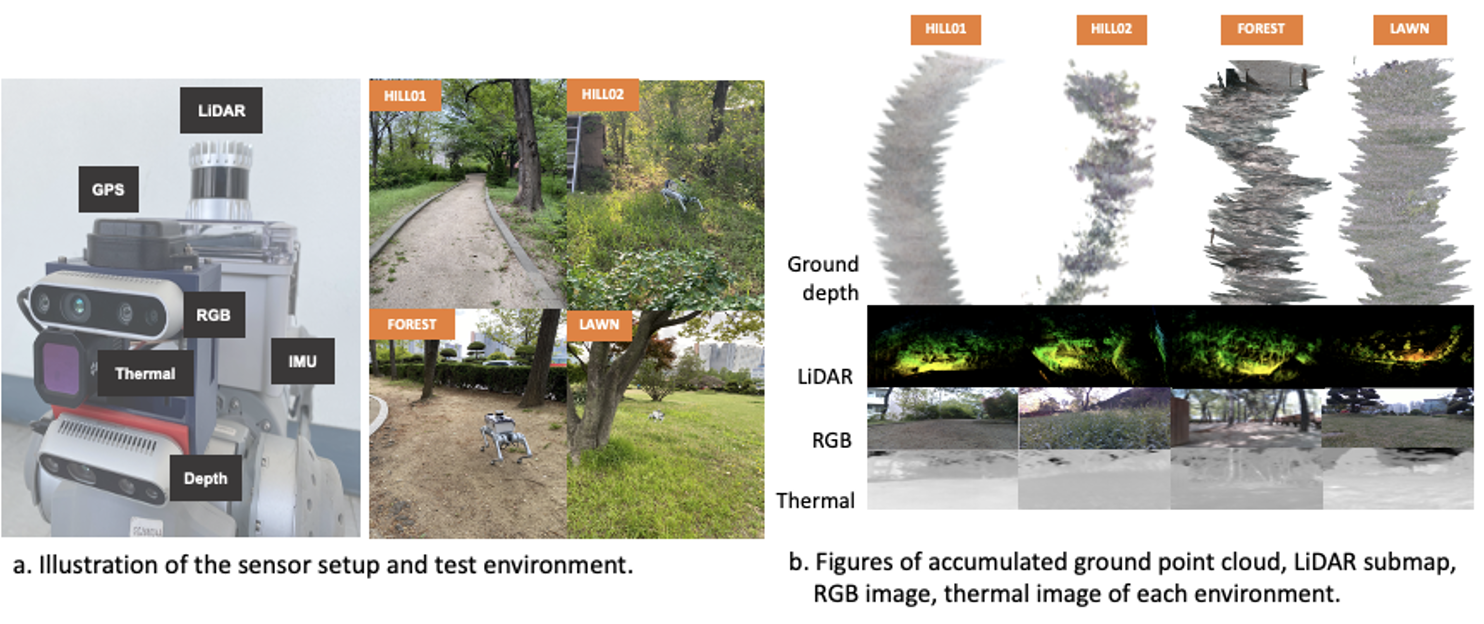 LiDAR
GPS
RGB
Thermal
IMU
Depth
HILL01
HILL02
FOREST
LAWN
a. Illustration of the sensor setup and test environment.
HILL01
HILL02
FOREST
LAWN
Ground
depth
LiDAR
RGB
Thermal
b. Figures of accumulated ground point cloud, LiDAR submap,
RGB image, thermal image of each environment.